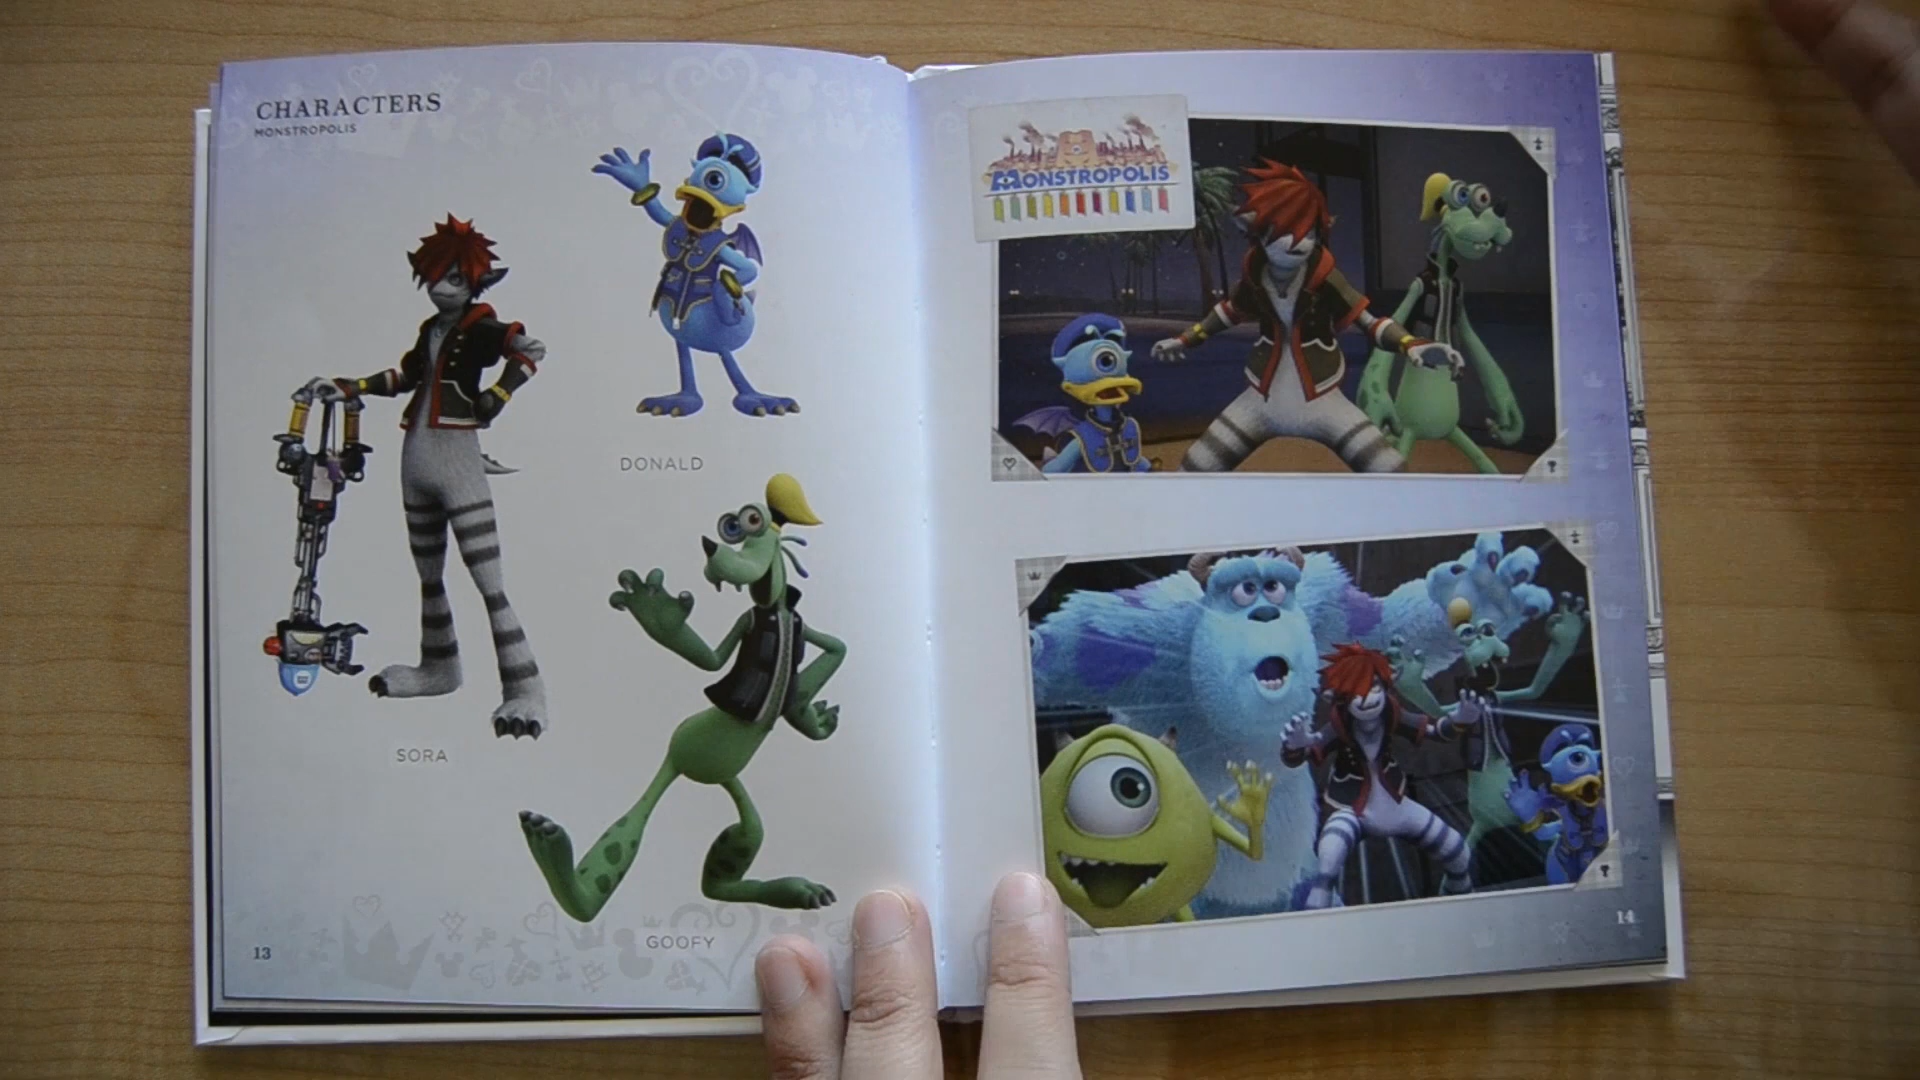 CHARACTERS
MONSTROPOLIS
DONALD
SORA
GOOFY
13
MONSTROPOLIS
14